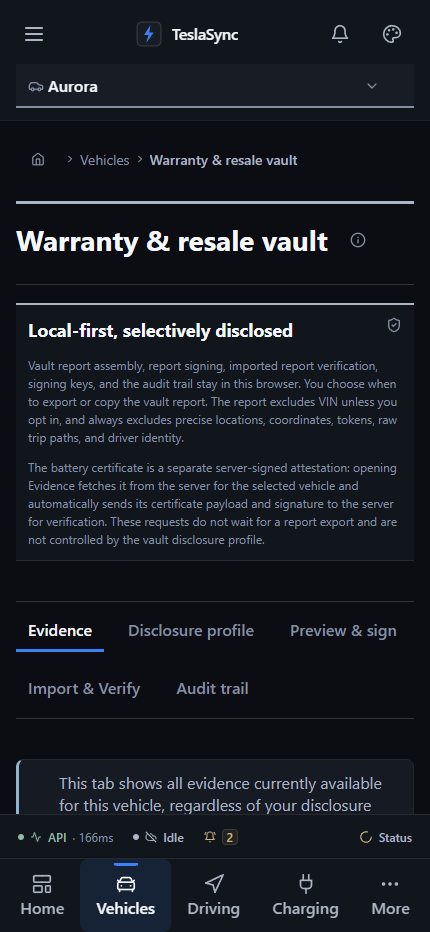 TeslaSync
Aurora
Vehicles
Warranty & resale vault
Warranty & resale vault
Local-first, selectively disclosed
Vault report assembly, report signing, imported report verification,
signing keys, and the audit trail stay in this browser. You choose when
to export or copy the vault report. The report excludes VIN unless you
opt in, and always excludes precise locations, coordinates, tokens, raw
trip paths, and driver identity.
The battery certificate is a separate server-signed attestation: opening
Evidence fetches it from the server for the selected vehicle and
automatically sends its certificate payload and signature to the server
for verification. These requests do not wait for a report export and are
not controlled by the vault disclosure profile.
Evidence Disclosure profile Preview & sign
Import & Verify Audit trail
This tab shows all evidence currently available
for this vehicle, regardless of your disclosure
API · 166ms Idle 2 Status
Home Vehicles Driving Charging More